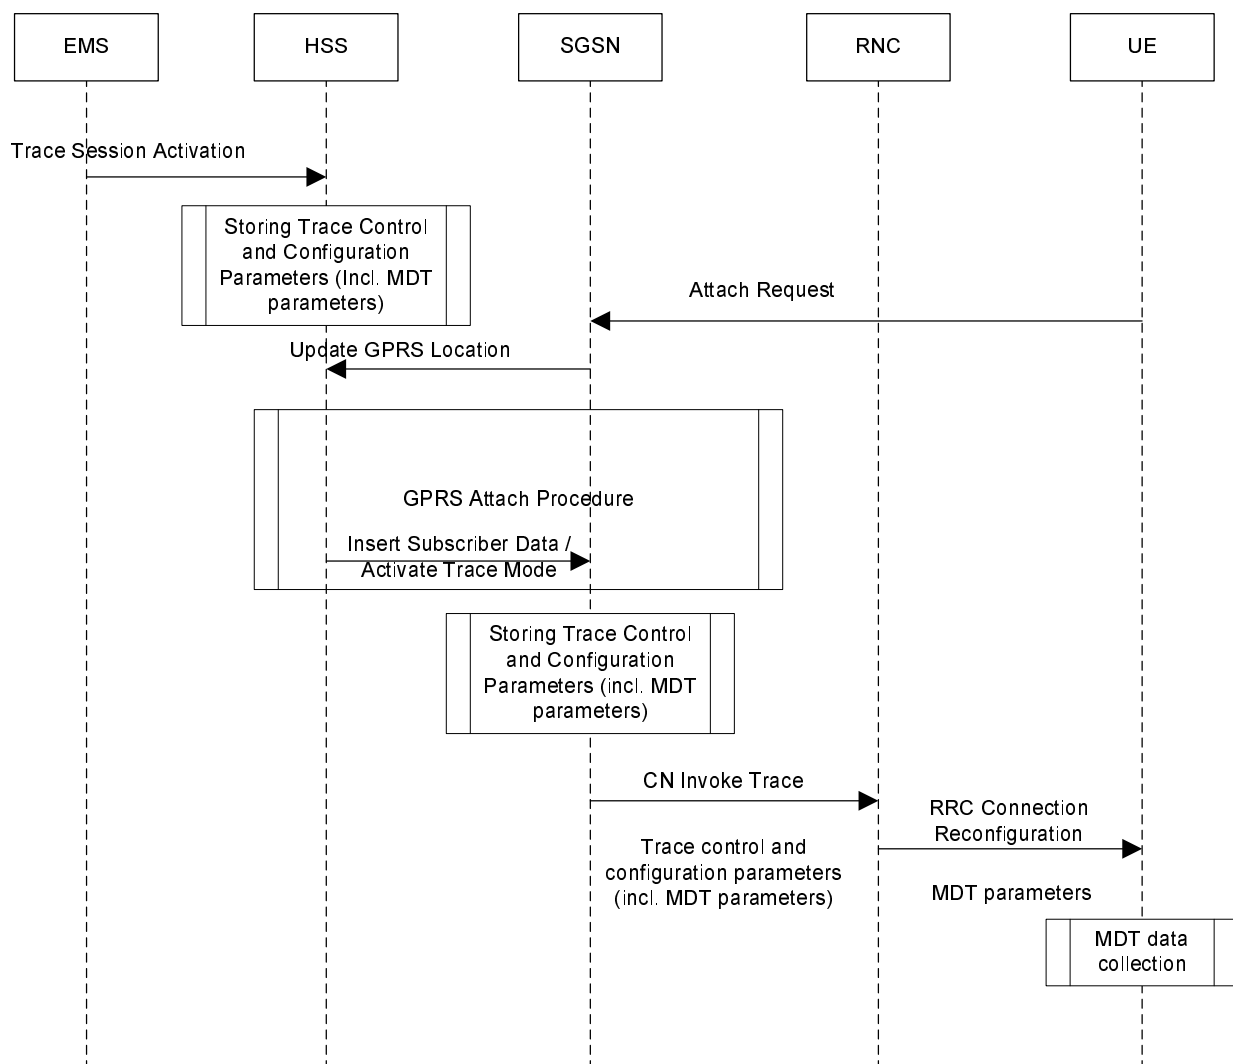 EMS
HSS
SGSN
RNC
UE
Trace Session Activation
Storing Trace Control
and Configuration
Parameters (Incl. MDT
parameters)
Attach Request
Update GPRS Location
GPRS Attach Procedure
Insert Subscriber Data /
Activate Trace Mode
Storing Trace Control
and Configuration
Parameters (incl. MDT
parameters)
CN Invoke Trace
RRC Connection
Reconfiguration
Trace control and
configuration parameters
(incl. MDT parameters)
MDT parameters
MDT data
collection